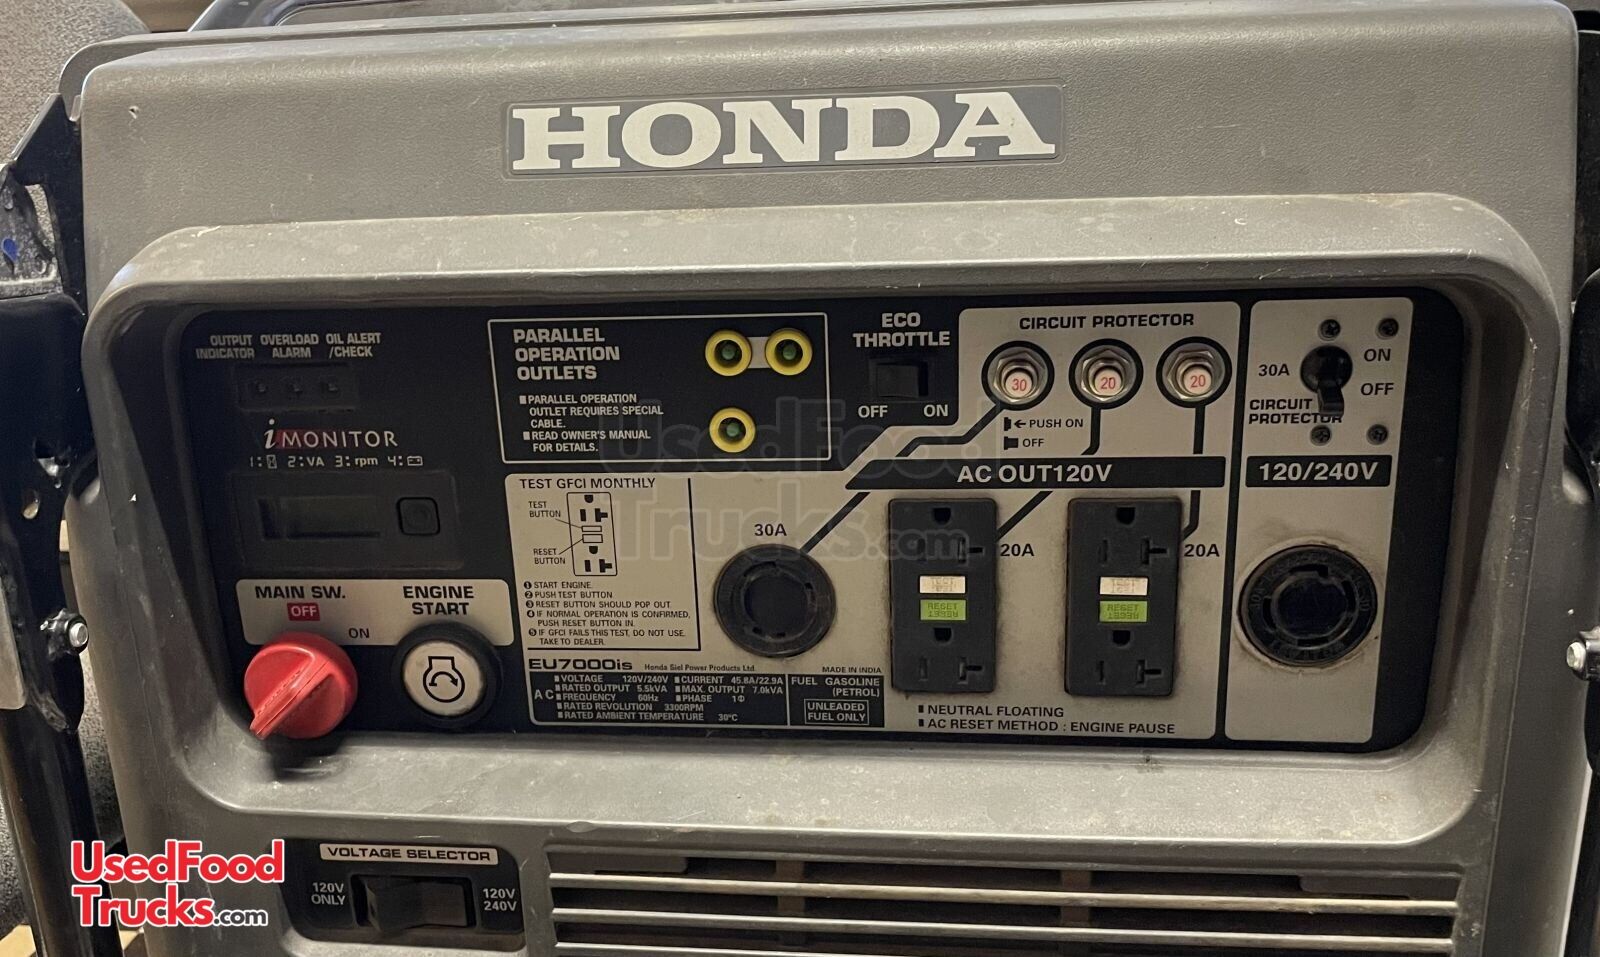 HONDA
OUTPUT INDICATOR
OVERLOAD ALARM
OIL ALERT /CHECK
iMONITOR
1: 2:VA 3:rpm 4:
PARALLEL
OPERATION
OUTLETS
PARALLEL OPERATION
OUTLET REQUIRES SPECIAL
CABLE.
READ OWNER'S MANUAL
FOR DETAILS.
ECO
THROTTLE
OFF ON
CIRCUIT PROTECTOR
30 20 20
PUSH ON
OFF
30A
ON
OFF
CIRCUIT
PROTECTOR
AC OUT120V
120/240V
TEST GFCI MONTHLY
TEST
BUTTON
RESET
BUTTON
1 START ENGINE.
2 PUSH TEST BUTTON.
3 RESET BUTTON SHOULD POP OUT.
4 IF NORMAL OPERATION IS CONFIRMED,
PUSH RESET BUTTON IN.
5 IF GFCI FAILS THIS TEST, DO NOT USE.
TAKE TO DEALER.
30A
20A
20A
TEST
RESET
TEST
RESET
MAIN SW.
OFF
ON
ENGINE
START
EU7000is Honda Siel Power Products Ltd. MADE IN INDIA
AC
VOLTAGE 120V/240V CURRENT 45.8A/22.9A
RATED OUTPUT 5.5kVA MAX. OUTPUT 7.0kVA
FREQUENCY 60Hz PHASE 1Φ
RATED REVOLUTION 3300RPM
RATED AMBIENT TEMPERATURE 30°C
FUEL GASOLINE
(PETROL)
UNLEADED
FUEL ONLY
NEUTRAL FLOATING
AC RESET METHOD : ENGINE PAUSE
VOLTAGE SELECTOR
120V
ONLY
120V
240V
UsedFood
Trucks.com
UsedFood
Trucks.com